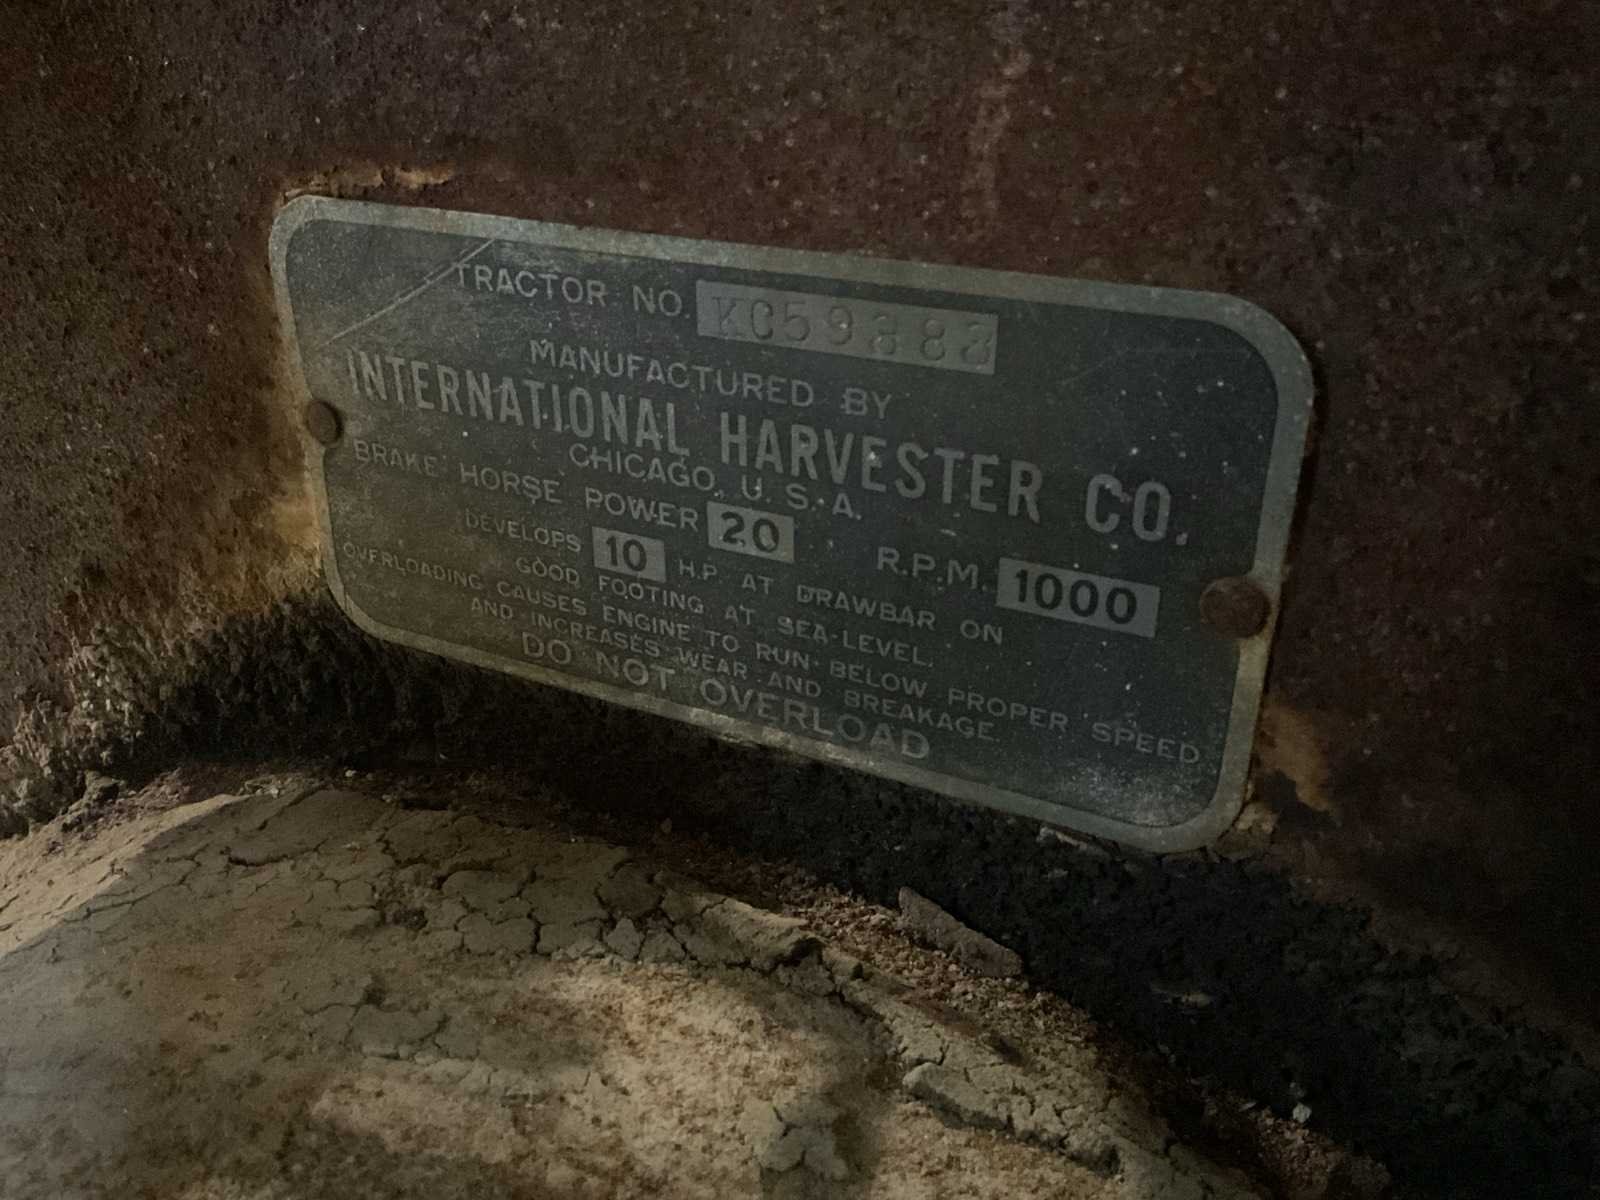 TRACTOR NO. KC59383
MANUFACTURED BY
INTERNATIONAL HARVESTER CO.
CHICAGO, U.S.A.
BRAKE HORSE POWER 20 R.P.M. 1000
DEVELOPS 10 H.P. AT DRAWBAR ON
GOOD FOOTING AT SEA-LEVEL.
OVERLOADING CAUSES ENGINE TO RUN BELOW PROPER SPEED
AND INCREASES WEAR AND BREAKAGE
DO NOT OVERLOAD